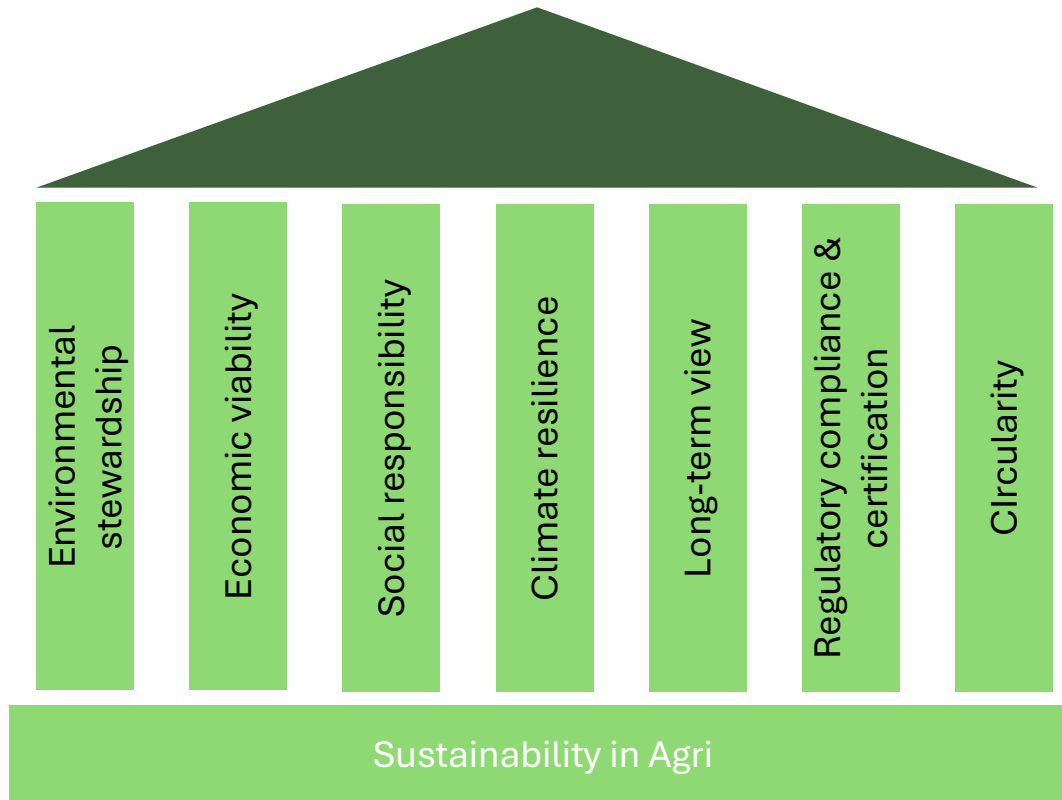 Environmental
stewardship
Economic viability
Social responsibility
Climate resilience
Long-term view
Regulatory compliance &
certification
CIrcularity
Sustainability in Agri